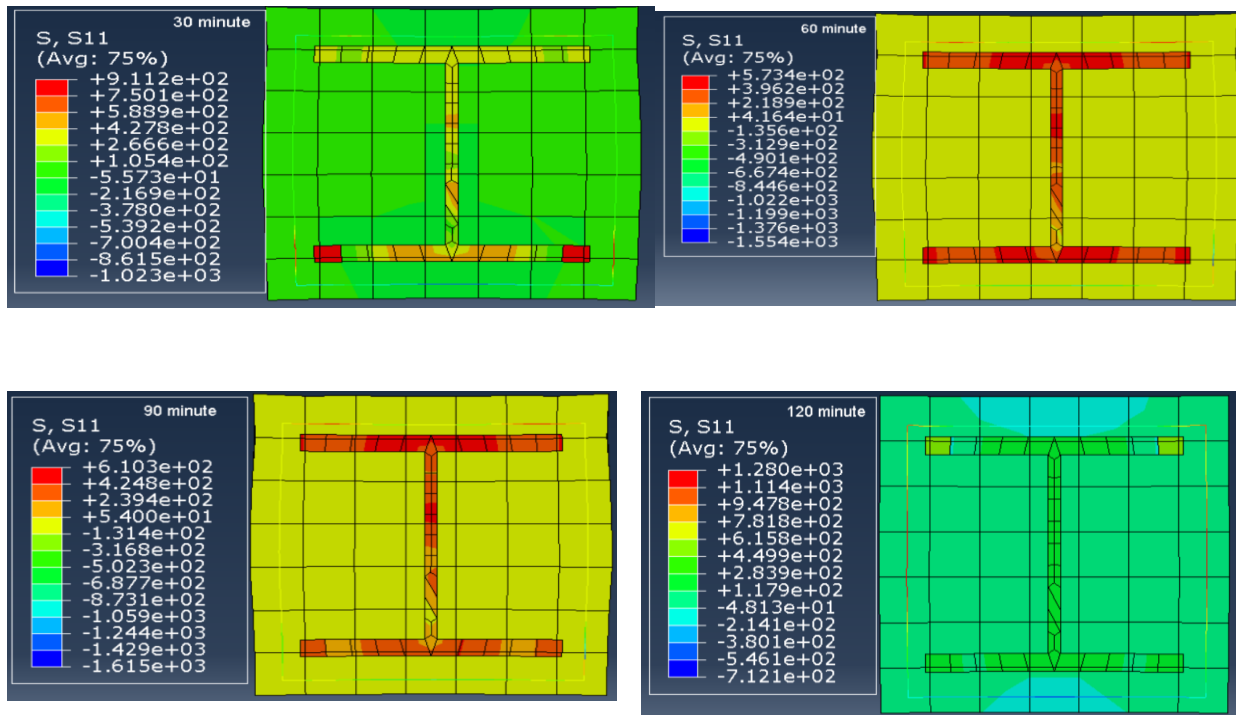 30 minute
S, S11
(Avg: 75%)
+9.112e+02
+7.501e+02
+5.889e+02
+4.278e+02
+2.666e+02
+1.054e+02
-5.573e+01
-2.169e+02
-3.780e+02
-5.392e+02
-7.004e+02
-8.615e+02
-1.023e+03
60 minute
S, S11
(Avg: 75%)
+5.734e+02
+3.962e+02
+2.189e+02
+4.164e+01
-1.356e+02
-3.129e+02
-4.901e+02
-6.674e+02
-8.446e+02
-1.022e+03
-1.199e+03
-1.376e+03
-1.554e+03
90 minute
S, S11
(Avg: 75%)
+6.103e+02
+4.248e+02
+2.394e+02
+5.400e+01
-1.314e+02
-3.168e+02
-5.023e+02
-6.877e+02
-8.731e+02
-1.059e+03
-1.244e+03
-1.429e+03
-1.615e+03
120 minute
S, S11
(Avg: 75%)
+1.280e+03
+1.114e+03
+9.478e+02
+7.818e+02
+6.158e+02
+4.499e+02
+2.839e+02
+1.179e+02
-4.813e+01
-2.141e+02
-3.801e+02
-5.461e+02
-7.121e+02